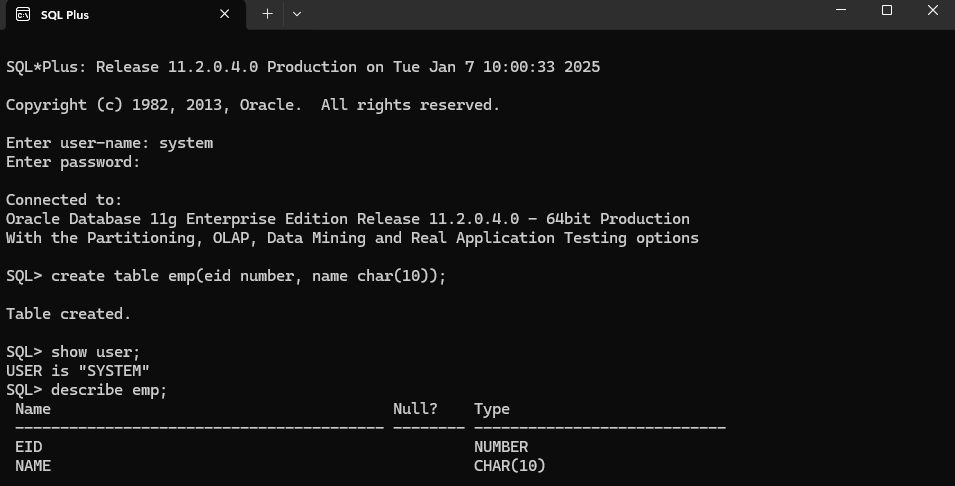 SQL Plus
SQL*Plus: Release 11.2.0.4.0 Production on Tue Jan 7 10:00:33 2025
Copyright (c) 1982, 2013, Oracle.  All rights reserved.
Enter user-name: system
Enter password:
Connected to:
Oracle Database 11g Enterprise Edition Release 11.2.0.4.0 - 64bit Production
With the Partitioning, OLAP, Data Mining and Real Application Testing options
SQL> create table emp(eid number, name char(10));
Table created.
SQL> show user;
USER is "SYSTEM"
SQL> describe emp;
 Name                                      Null?    Type
 ----------------------------------------- -------- ----------------------------
 EID                                                NUMBER
 NAME                                               CHAR(10)